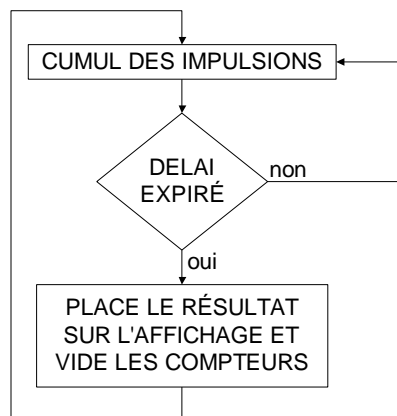 CUMUL DES IMPULSIONS
DELAI
EXPIRÉ
non
oui
PLACE LE RÉSULTAT
SUR L'AFFICHAGE ET
VIDE LES COMPTEURS